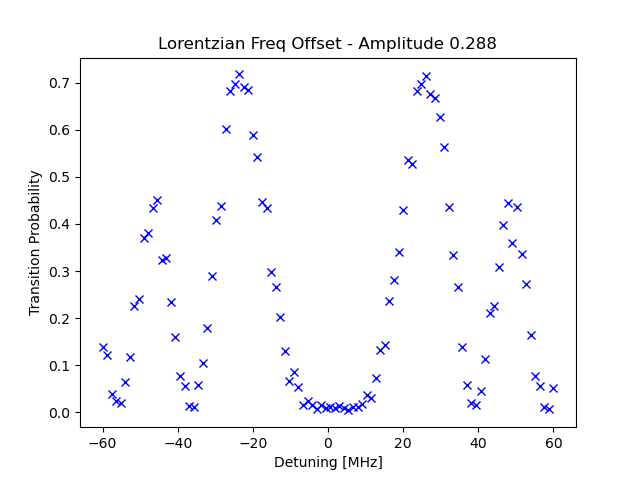 Lorentzian Freq Offset - Amplitude 0.288
Transition Probability
0.7
0.6
0.5
0.4
0.3
0.2
0.1
0.0
−60 −40 −20 0 20 40 60
Detuning [MHz]